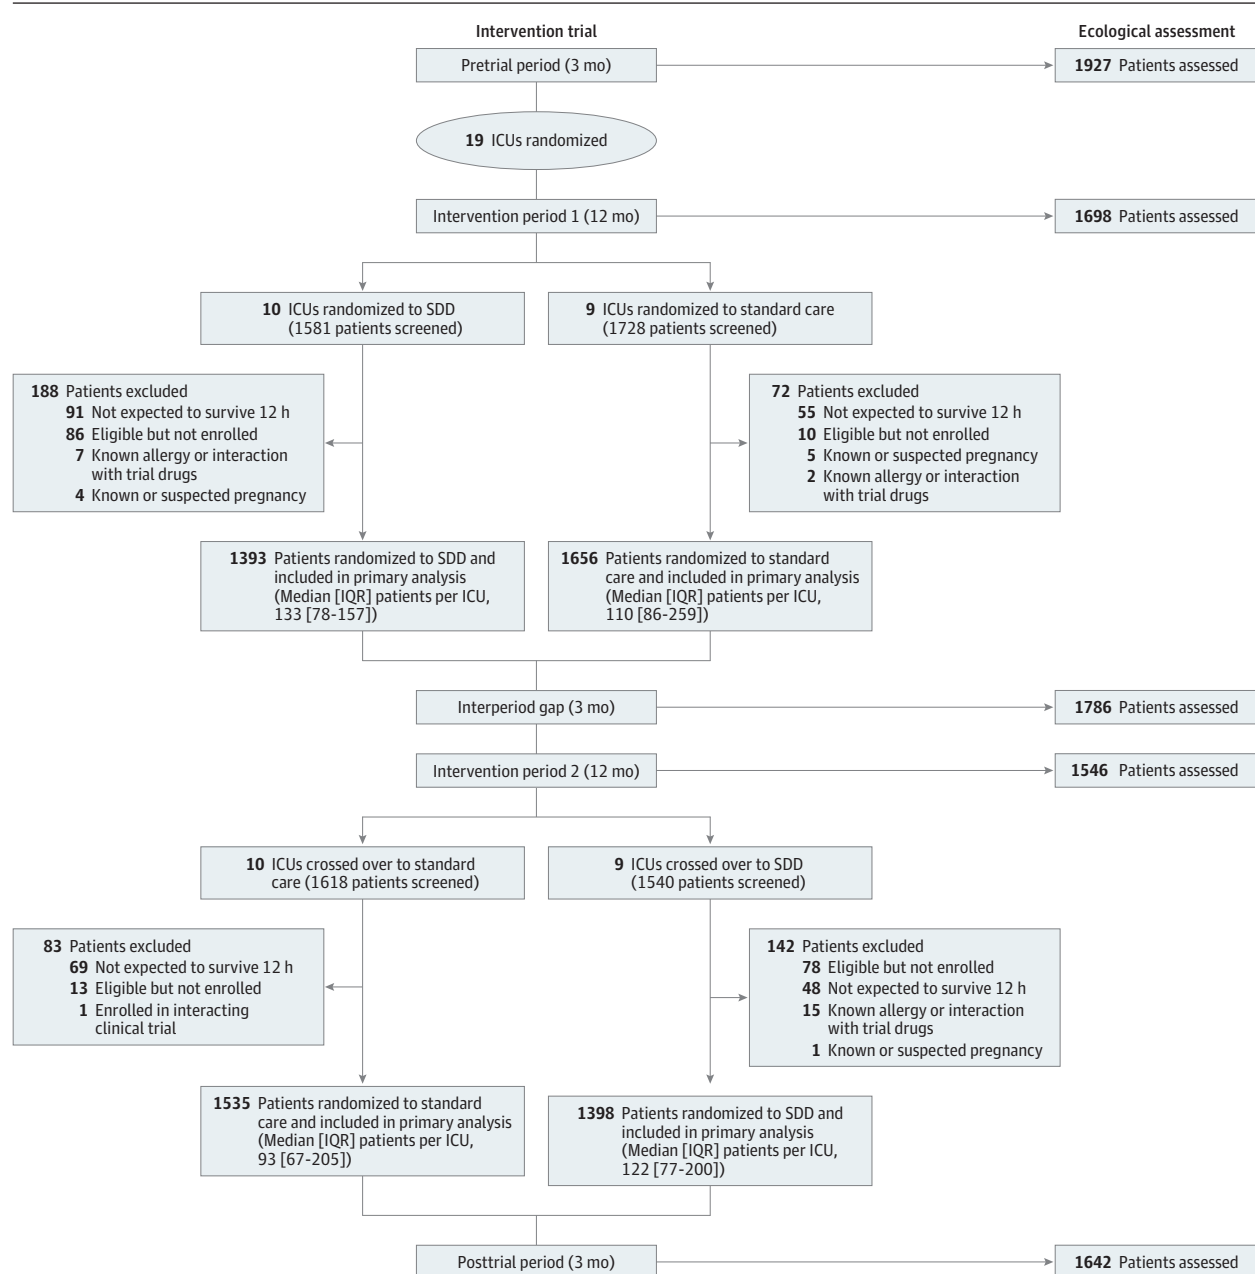 Intervention trial
Ecological assessment
Pretrial period (3 mo)
1927 Patients assessed
19 ICUs randomized
Intervention period 1 (12 mo)
1698 Patients assessed
10 ICUs randomized to SDD
(1581 patients screened)
9 ICUs randomized to standard care
(1728 patients screened)
188 Patients excluded
91 Not expected to survive 12 h
86 Eligible but not enrolled
7 Known allergy or interaction
with trial drugs
4 Known or suspected pregnancy
72 Patients excluded
55 Not expected to survive 12 h
10 Eligible but not enrolled
5 Known or suspected pregnancy
2 Known allergy or interaction
with trial drugs
1393 Patients randomized to SDD and
included in primary analysis
(Median [IQR] patients per ICU,
133 [78-157])
1656 Patients randomized to standard
care and included in primary analysis
(Median [IQR] patients per ICU,
110 [86-259])
Interperiod gap (3 mo)
1786 Patients assessed
Intervention period 2 (12 mo)
1546 Patients assessed
10 ICUs crossed over to standard
care (1618 patients screened)
9 ICUs crossed over to SDD
(1540 patients screened)
83 Patients excluded
69 Not expected to survive 12 h
13 Eligible but not enrolled
1 Enrolled in interacting
clinical trial
142 Patients excluded
78 Eligible but not enrolled
48 Not expected to survive 12 h
15 Known allergy or interaction
with trial drugs
1 Known or suspected pregnancy
1535 Patients randomized to standard
care and included in primary analysis
(Median [IQR] patients per ICU,
93 [67-205])
1398 Patients randomized to SDD and
included in primary analysis
(Median [IQR] patients per ICU,
122 [77-200])
Posttrial period (3 mo)
1642 Patients assessed